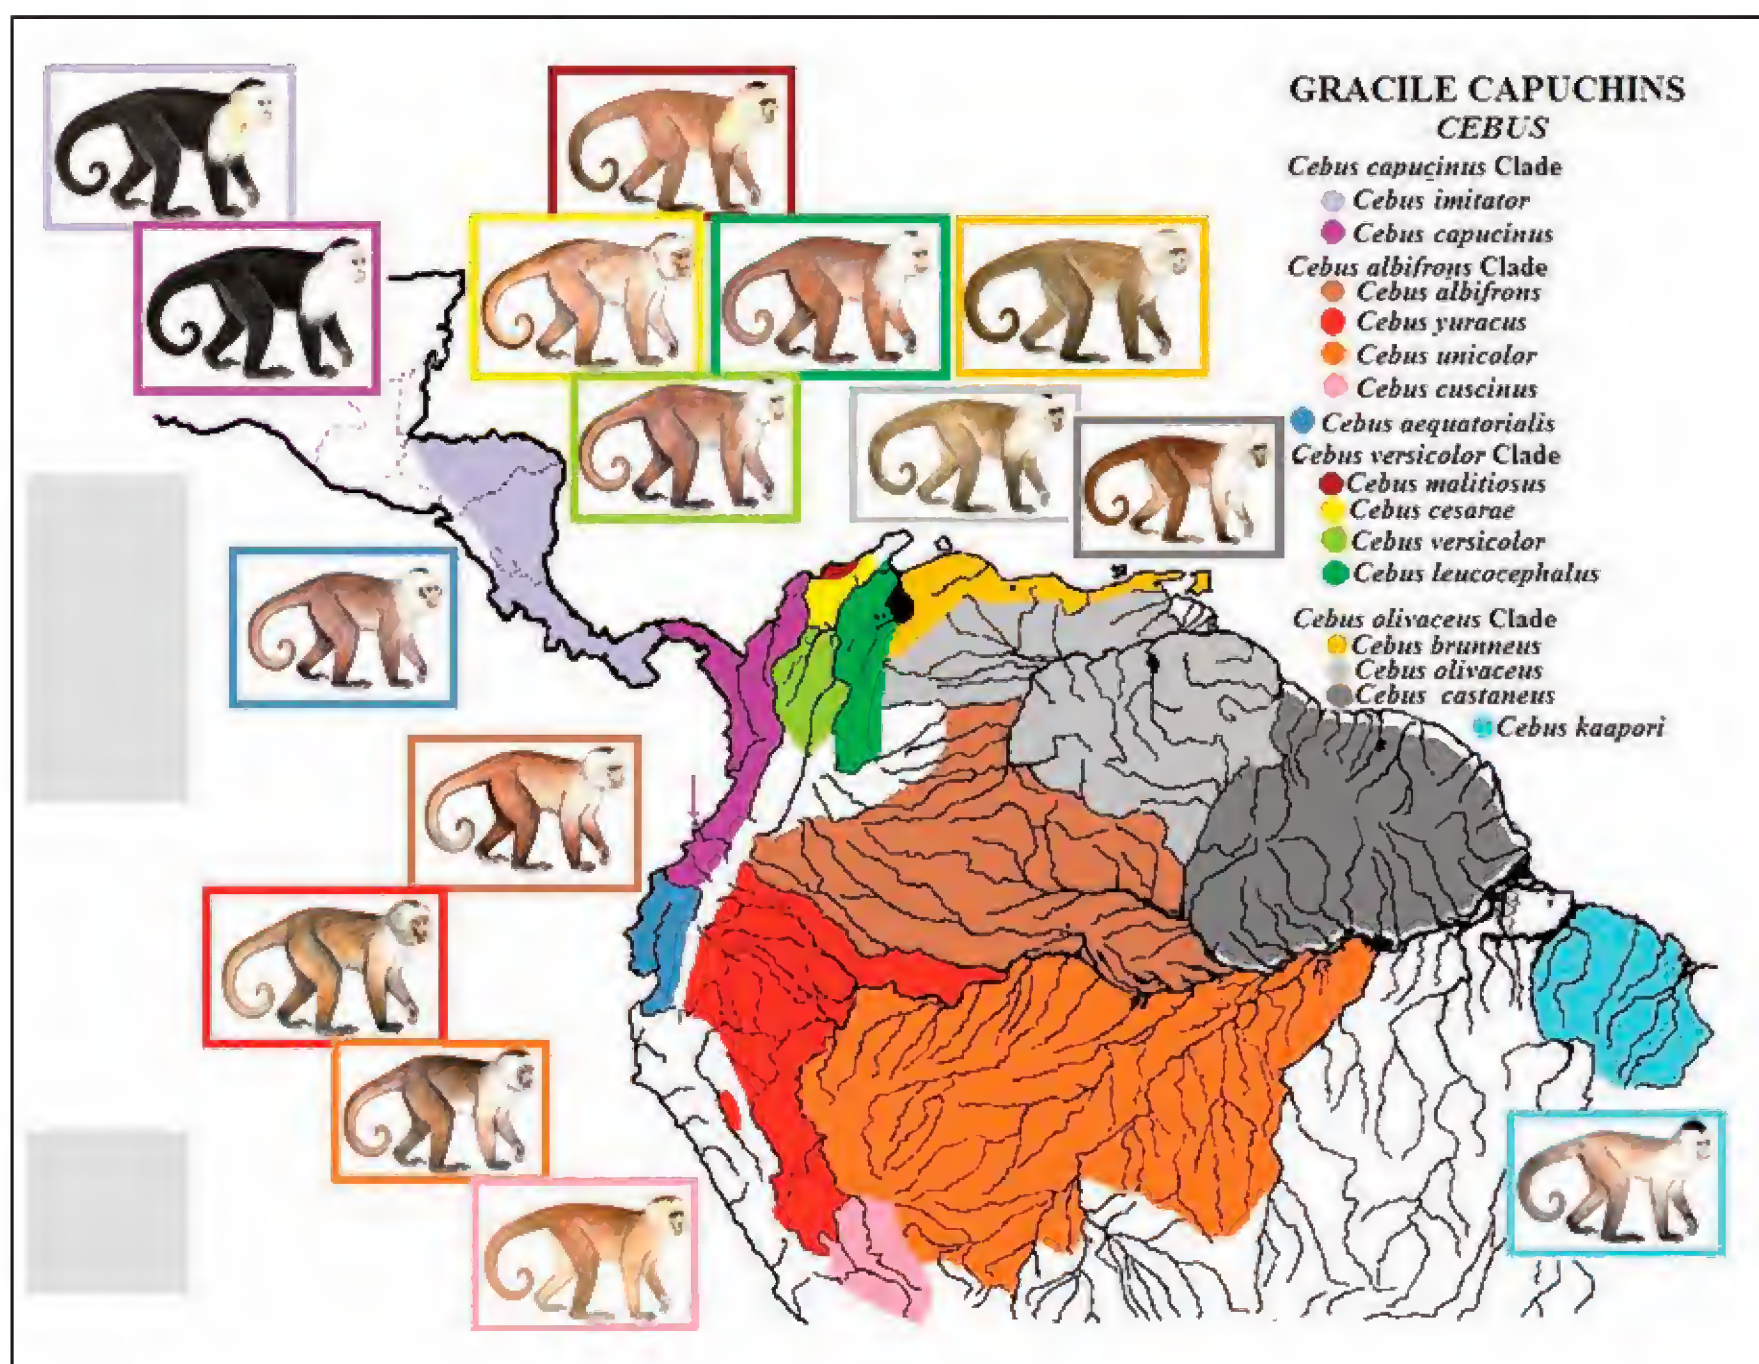 GRACILE CAPUCHINS
CEBUS
Cebus capucinus Clade
Cebus imitator
Cebus capucinus
Cebus albifrons Clade
Cebus albifrons
Cebus yuracus
Cebus unicolor
Cebus cuscinus
Cebus aequatorialis
Cebus versicolor Clade
Cebus malitiosus
Cebus cesarae
Cebus versicolor
Cebus leucocephalus
Cebus olivaceus Clade
Cebus brunneus
Cebus olivaceus
Cebus castaneus
Cebus kaapori